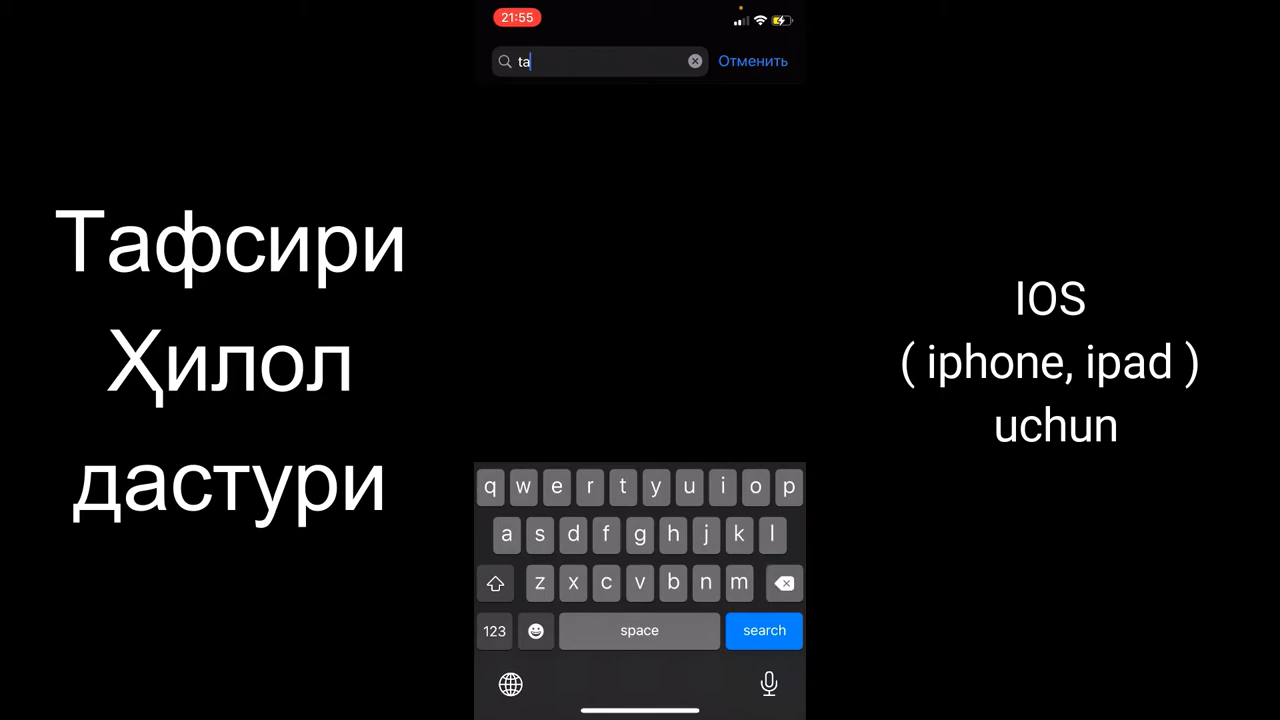 21:55
ta
Отменить
Тафсири
Ҳилол
дастури
IOS
( iphone, ipad )
uchun
q w e r t y u i o p
a s d f g h j k l
z x c v b n m
123 space search